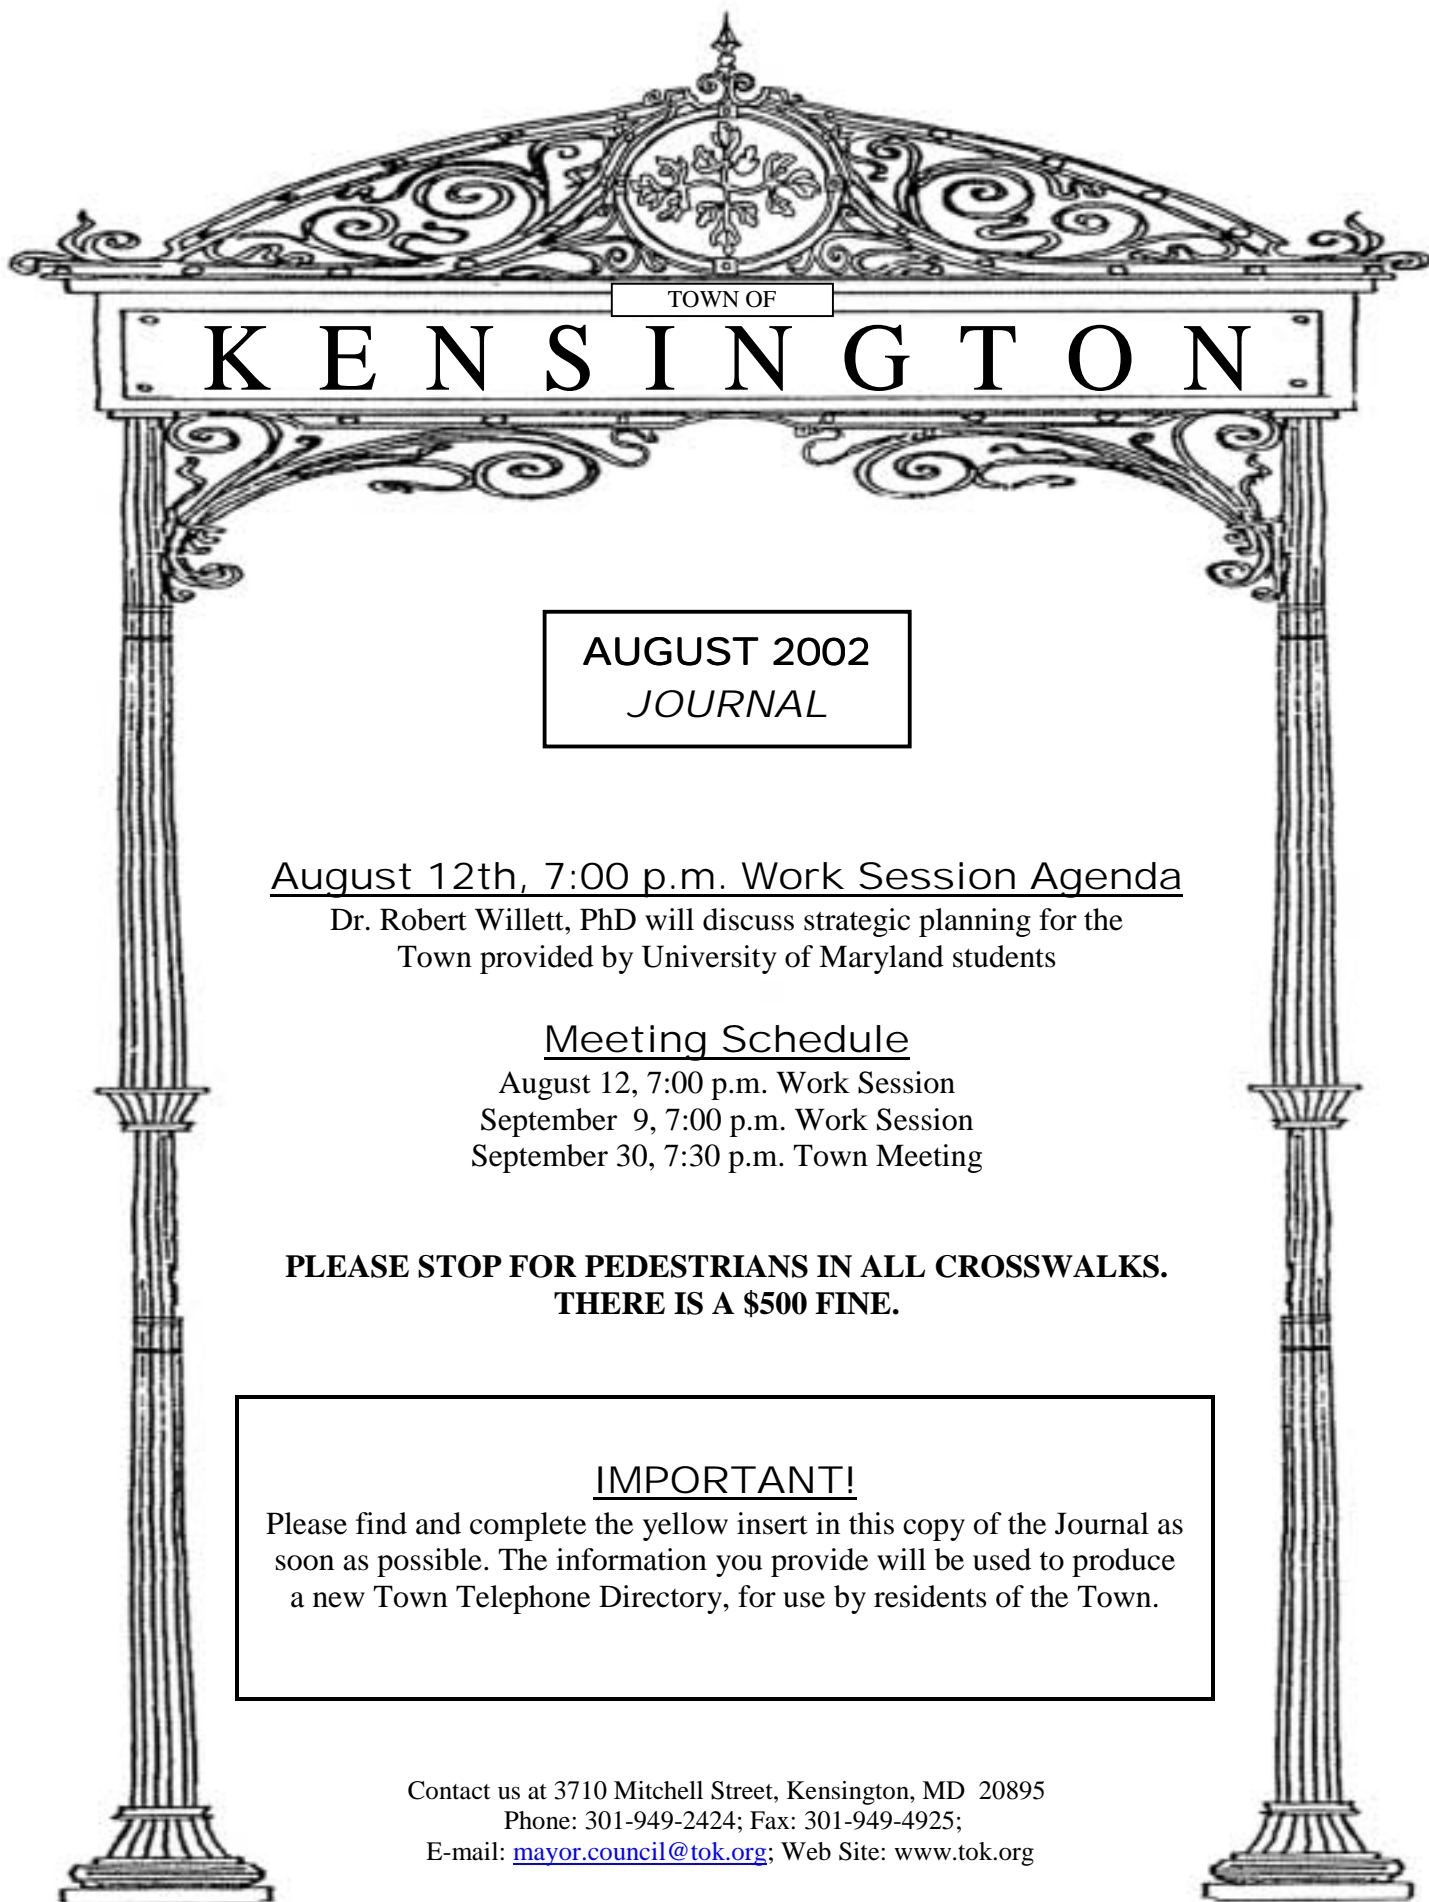 TOWN OF
KENSINGTON
AUGUST 2002
JOURNAL
August 12th, 7:00 p.m. Work Session Agenda
Dr. Robert Willett, PhD will discuss strategic planning for the
Town provided by University of Maryland students
Meeting Schedule
August 12, 7:00 p.m. Work Session
September 9, 7:00 p.m. Work Session
September 30, 7:30 p.m. Town Meeting
PLEASE STOP FOR PEDESTRIANS IN ALL CROSSWALKS.
THERE IS A $500 FINE.
IMPORTANT!
Please find and complete the yellow insert in this copy of the Journal as
soon as possible. The information you provide will be used to produce
a new Town Telephone Directory, for use by residents of the Town.
Contact us at 3710 Mitchell Street, Kensington, MD 20895
Phone: 301-949-2424; Fax: 301-949-4925;
E-mail: mayor.council@tok.org; Web Site: www.tok.org